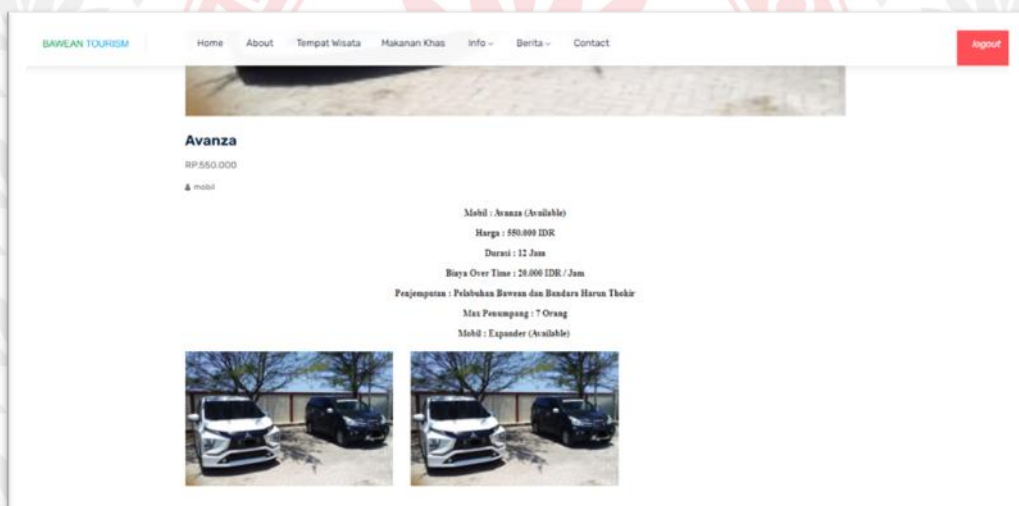 BAWEAN TOURISM Home About Tempat Wisata Makanan Khas Info Berita Contact logout
Avanza
RP.550.000
mobil
Mobil : Avanza (Available)
Harga : 550.000 IDR
Durasi : 12 Jam
Biaya Over Time : 20.000 IDR / Jam
Penjemputan : Pelabuhan Bawean dan Bandara Harun Thohir
Max Penumpang : 7 Orang
Mobil : Expander (Available)